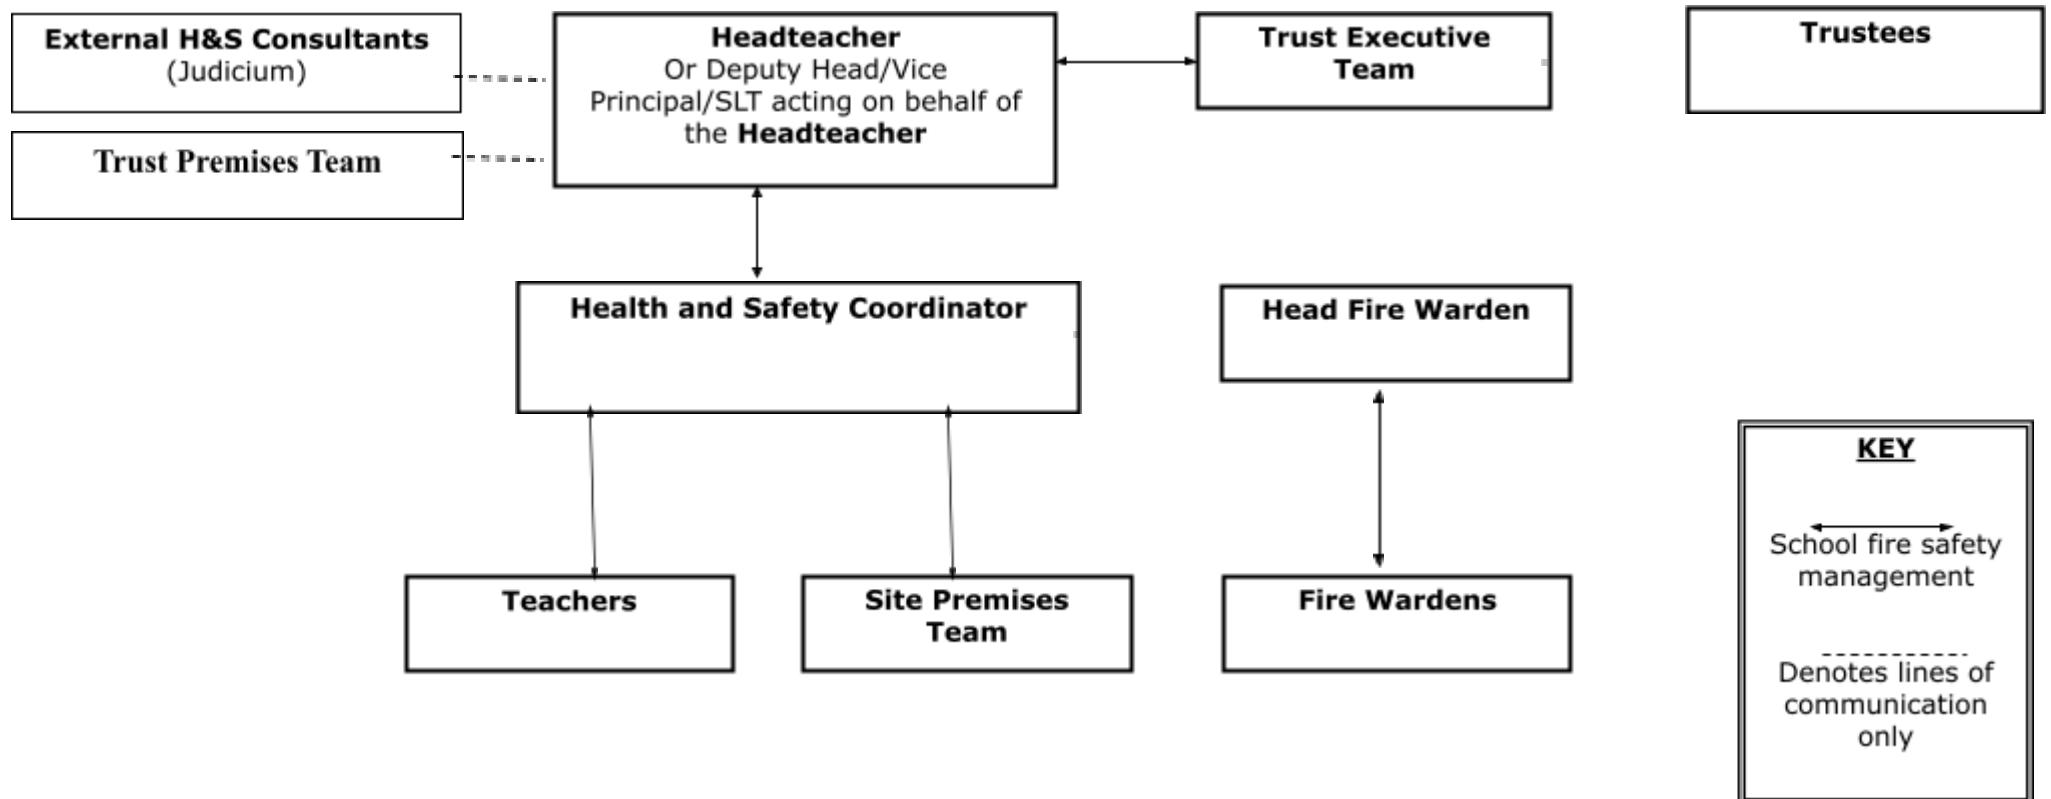 External H&S Consultants
(Judicium)
Trust Premises Team
Headteacher
Or Deputy Head/Vice
Principal/SLT acting on behalf of
the Headteacher
Trust Executive
Team
Trustees
Health and Safety Coordinator
Head Fire Warden
Teachers
Site Premises
Team
Fire Wardens
KEY
School fire safety
management
Denotes lines of
communication
only